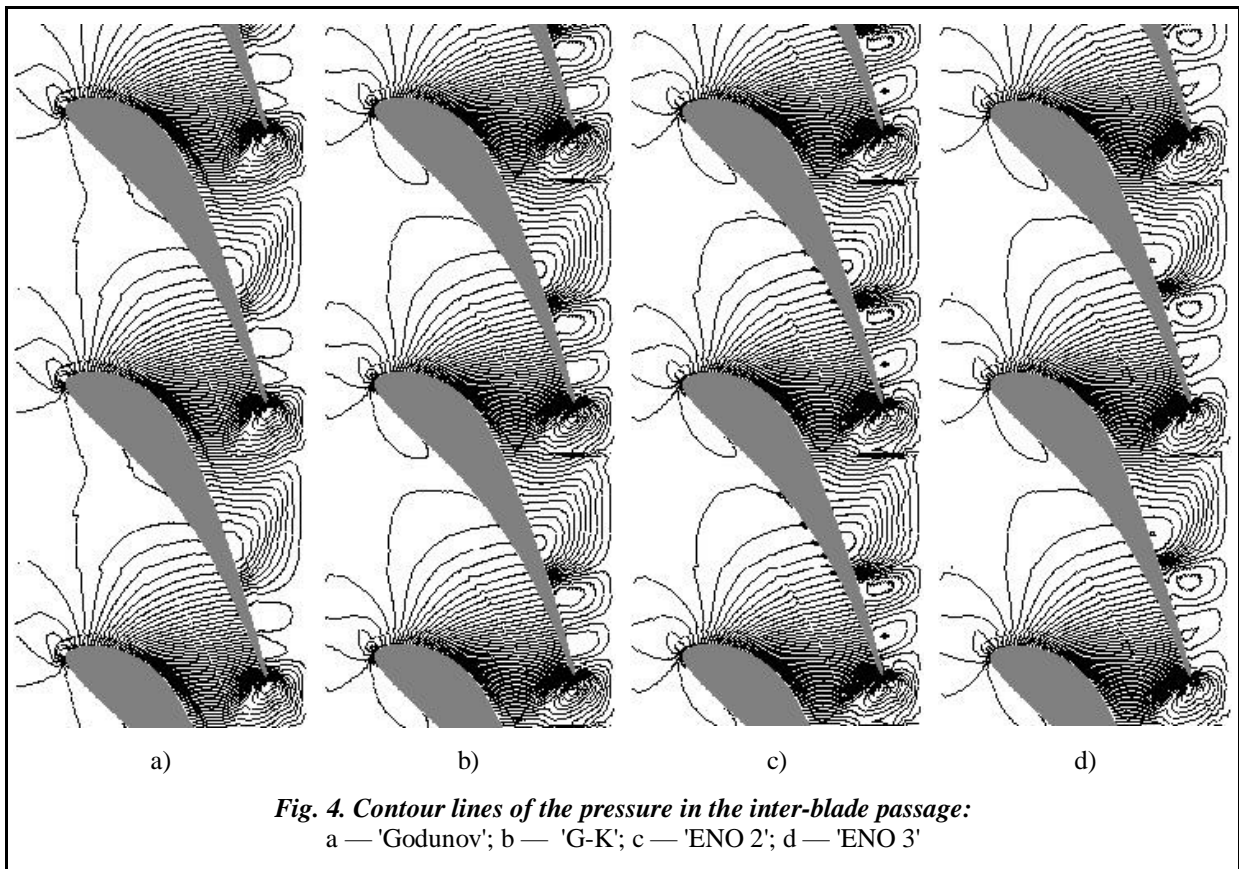 a)
b)
c)
d)
Fig. 4. Contour lines of the pressure in the inter-blade passage:
a — 'Godunov'; b — 'G-K'; c — 'ENO 2'; d — 'ENO 3'